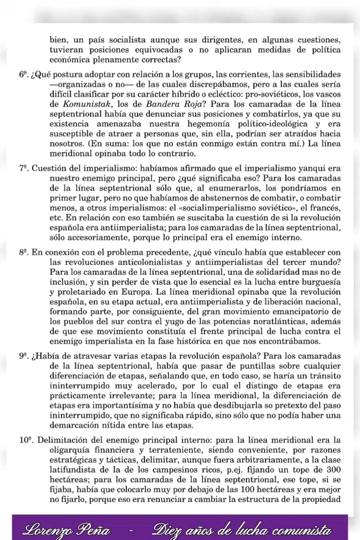 bien, un país socialista aunque sus dirigentes, en algunas cuestiones,
tuvieran posiciones equivocadas o no aplicaran medidas de política
económica plenamente correctas?
6º. ¿Qué postura adoptar con relación a los grupos, las corrientes, las sensibilidades
—organizadas o no— de las cuales discrepábamos, pero a las cuales sería
difícil clasificar por su carácter híbrido o ecléctico: pro-soviéticos, los vascos
de Komunistak, los de Bandera Roja? Para los camaradas de la línea
septentrional había que denunciar sus posiciones y combatirlos, ya que su
existencia amenazaba nuestra hegemonía político-ideológica y era
susceptible de atraer a personas que, sin ella, podrían ser atraídos hacia
nosotros. (En suma: los que no están conmigo están contra mí.) La línea
meridional opinaba todo lo contrario.
7º. Cuestión del imperialismo: habíamos afirmado que el imperialismo yanqui era
nuestro enemigo principal, pero ¿qué significaba eso? Para los camaradas
de la línea septentrional sólo que, al enumerarlos, los pondríamos en
primer lugar, pero no que habíamos de abstenernos de combatir, o combatir
menos, a otros imperialismos: el «socialimperialismo soviético», el francés,
etc. En relación con eso también se suscitaba la cuestión de si la revolución
española era antiimperialista; para los camaradas de la línea septentrional,
sólo accesoriamente, porque lo principal era el enemigo interno.
8º. En conexión con el problema precedente, ¿qué vínculo había que establecer con
las revoluciones anticolonialistas y antiimperialistas del tercer mundo?
Para los camaradas de la línea septentrional, una de solidaridad mas no de
inclusión, y sin perder de vista que lo esencial es la lucha entre burguesía
y proletariado en Europa. La línea meridional opinaba que la revolución
española, en su etapa actual, era antiimperialista y de liberación nacional,
formando parte, por consiguiente, del gran movimiento emancipatorio de
los pueblos del sur contra el yugo de las potencias noratlánticas, además
de que ese movimiento constituía el frente principal de lucha contra el
enemigo imperialista en la fase histórica en que nos encontrábamos.
9º. ¿Había de atravesar varias etapas la revolución española? Para los camaradas
de la línea septentrional, había que pasar de puntillas sobre cualquier
diferenciación de etapas, señalando que, en todo caso, se haría un tránsito
ininterrumpido muy acelerado, por lo cual el distingo de etapas era
prácticamente irrelevante; para la línea meridional, la diferenciación de
etapas era importantísima y no había que desdibujarla so pretexto del paso
ininterrumpido, que no significaba rápido, sino sólo que no podía haber una
demarcación nítida entre las etapas.
10º. Delimitación del enemigo principal interno: para la línea meridional era la
oligarquía financiera y terrateniente, siendo conveniente, por razones
estratégicas y tácticas, delimitar, aunque fuera arbitrariamente, a la clase
latifundista de la de los campesinos ricos, p.ej. fijando un tope de 300
hectáreas; para los camaradas de la línea septentrional, ese tope, si se
fijaba, había que colocarlo muy por debajo de las 100 hectáreas y era mejor
no fijarlo, porque eso era renunciar a cambiar la estructura de la propiedad
Lorenzo Peña - Diez años de lucha comunista